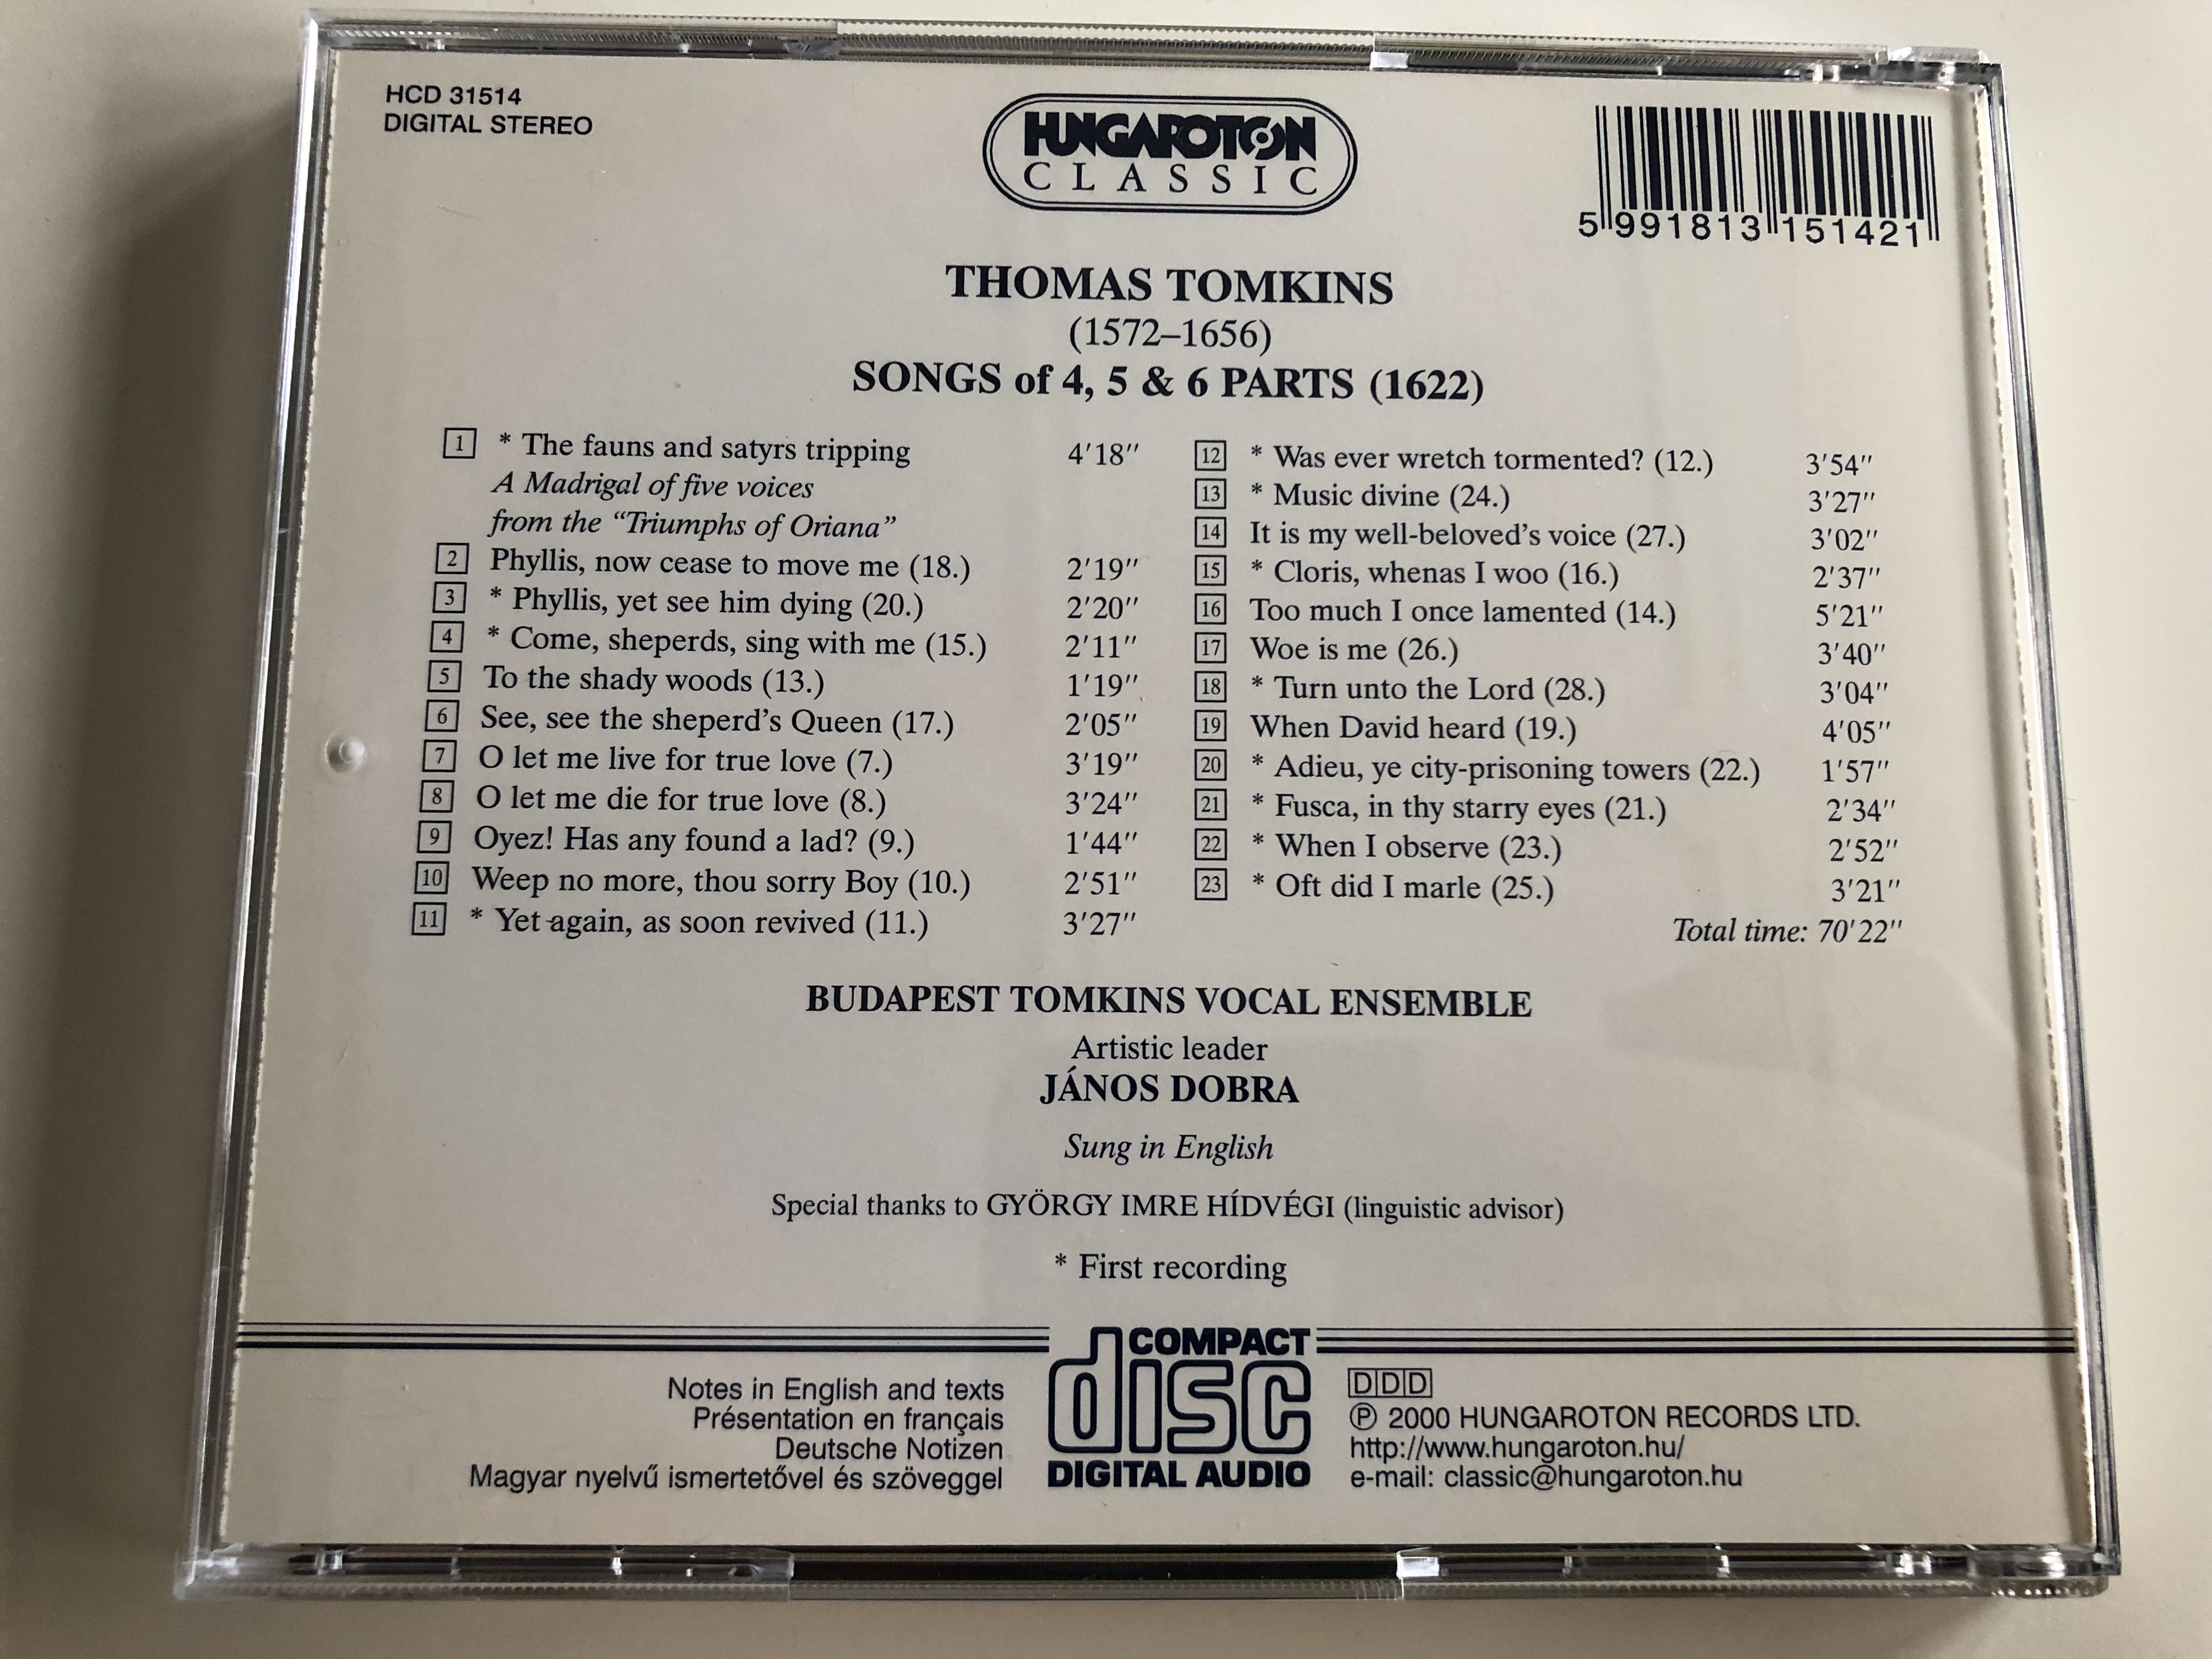 HCD 31514
DIGITAL STEREO
HUNGAROTON
CLASSIC
5 991813 151421
THOMAS TOMKINS
(1572–1656)
SONGS of 4, 5 & 6 PARTS (1622)
1 * The fauns and satyrs tripping 4'18"
A Madrigal of five voices
from the “Triumphs of Oriana”
2 Phyllis, now cease to move me (18.) 2'19"
3 * Phyllis, yet see him dying (20.) 2'20"
4 * Come, sheperds, sing with me (15.) 2'11"
5 To the shady woods (13.) 1'19"
6 See, see the sheperd’s Queen (17.) 2'05"
7 O let me live for true love (7.) 3'19"
8 O let me die for true love (8.) 3'24"
9 Oyez! Has any found a lad? (9.) 1'44"
10 Weep no more, thou sorry Boy (10.) 2'51"
11 * Yet again, as soon revived (11.) 3'27"
12 * Was ever wretch tormented? (12.) 3'54"
13 * Music divine (24.) 3'27"
14 It is my well-beloved’s voice (27.) 3'02"
15 * Cloris, whenas I woo (16.) 2'37"
16 Too much I once lamented (14.) 5'21"
17 Woe is me (26.) 3'40"
18 * Turn unto the Lord (28.) 3'04"
19 When David heard (19.) 4'05"
20 * Adieu, ye city-prisoning towers (22.) 1'57"
21 * Fusca, in thy starry eyes (21.) 2'34"
22 * When I observe (23.) 2'52"
23 * Oft did I marle (25.) 3'21"
Total time: 70'22"
BUDAPEST TOMKINS VOCAL ENSEMBLE
Artistic leader
JÁNOS DOBRA
Sung in English
Special thanks to GYÖRGY IMRE HÍDVÉGI (linguistic advisor)
* First recording
Notes in English and texts
Présentation en français
Deutsche Notizen
Magyar nyelvű ismertetővel és szöveggel
COMPACT
disc
DIGITAL AUDIO
DDD
℗ 2000 HUNGAROTON RECORDS LTD.
http://www.hungaroton.hu/
e-mail: classic@hungaroton.hu